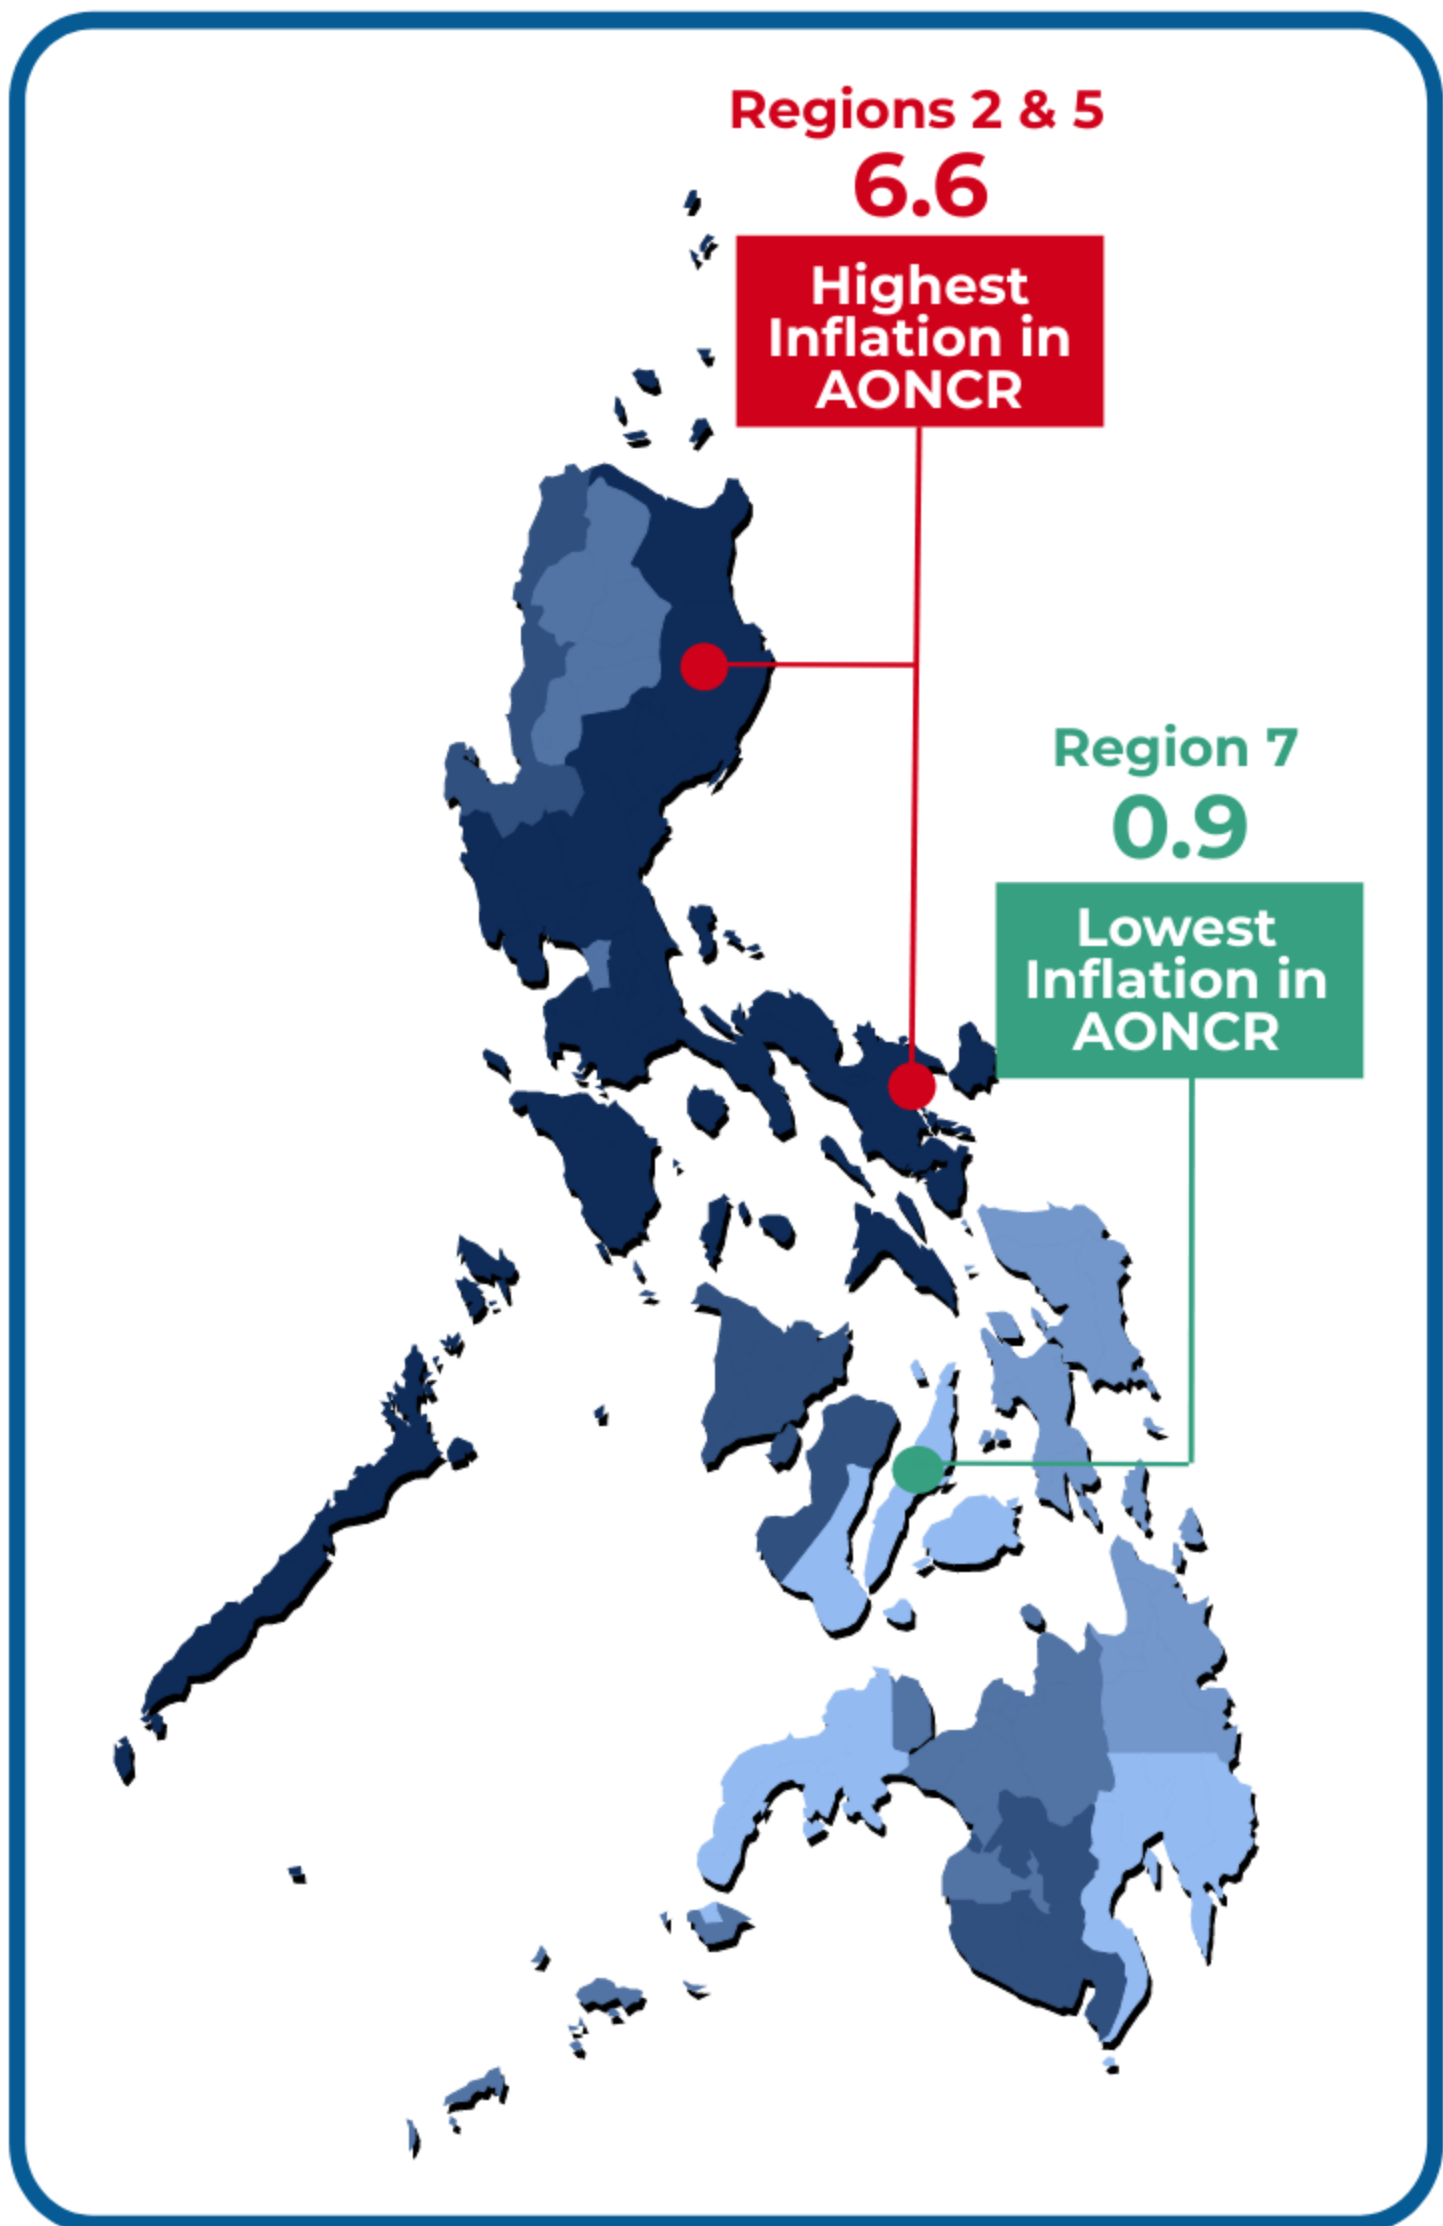 Regions 2 & 5
6.6
Highest
Inflation in
AONCR
Region 7
0.9
Lowest
Inflation in
AONCR